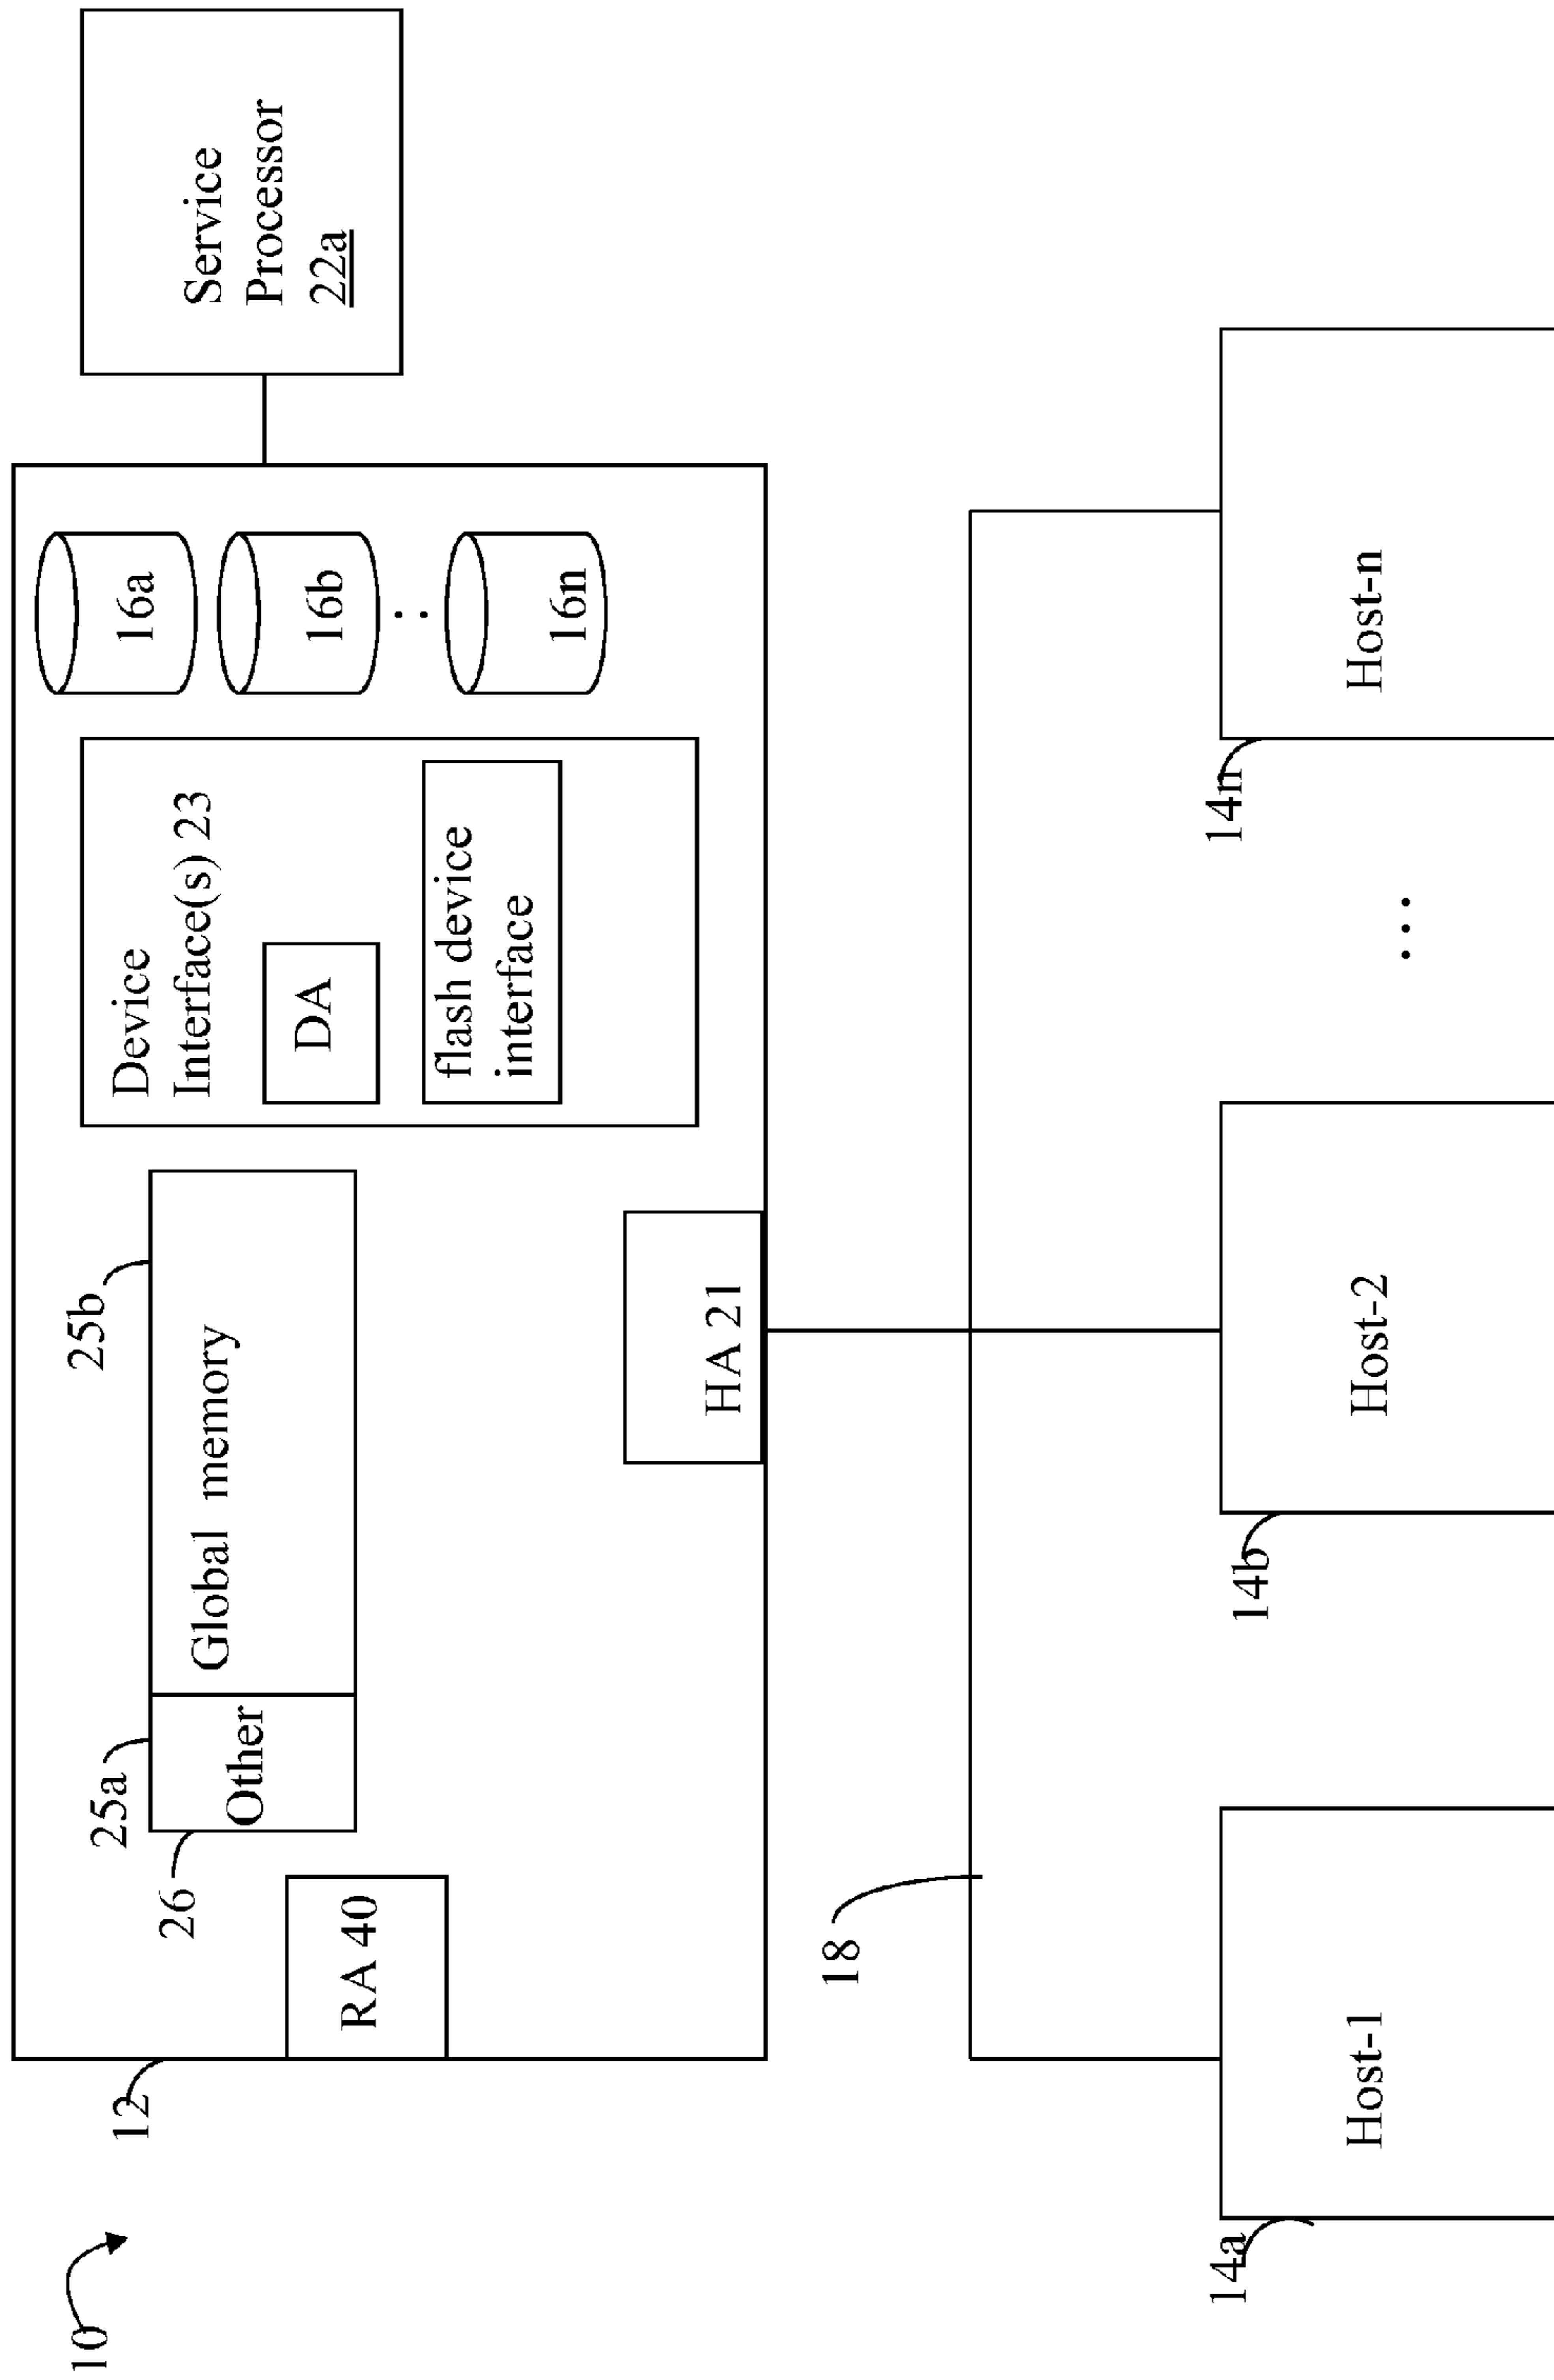 10
12
RA 40
26
25a
Other
25b
Global memory
HA 21
Device
Interface(s) 23
DA
flash device
interface
16a
16b
16n
Service
Processor
22a
18
14a
Host-1
14b
Host-2
...
14n
Host-n